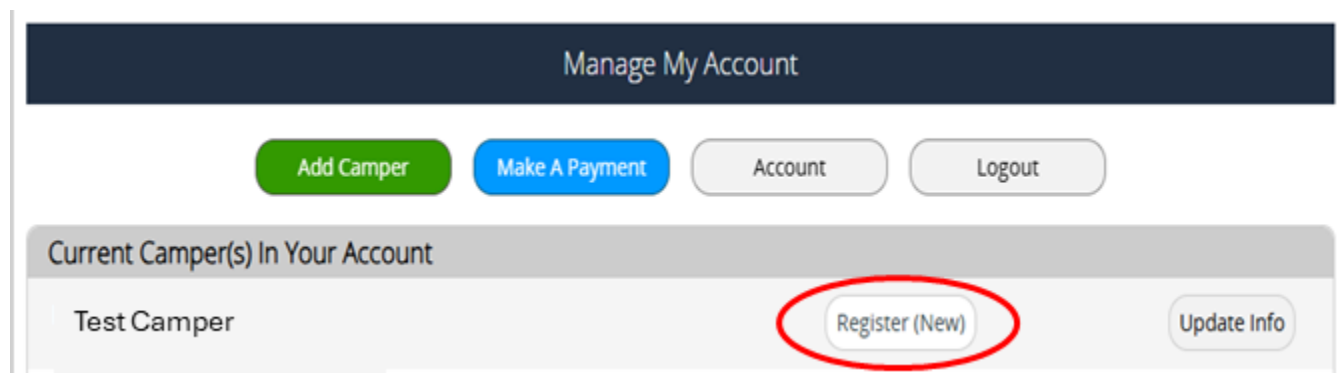 Manage My Account
Add Camper Make A Payment Account Logout
Current Camper(s) In Your Account
Test Camper Register (New) Update Info